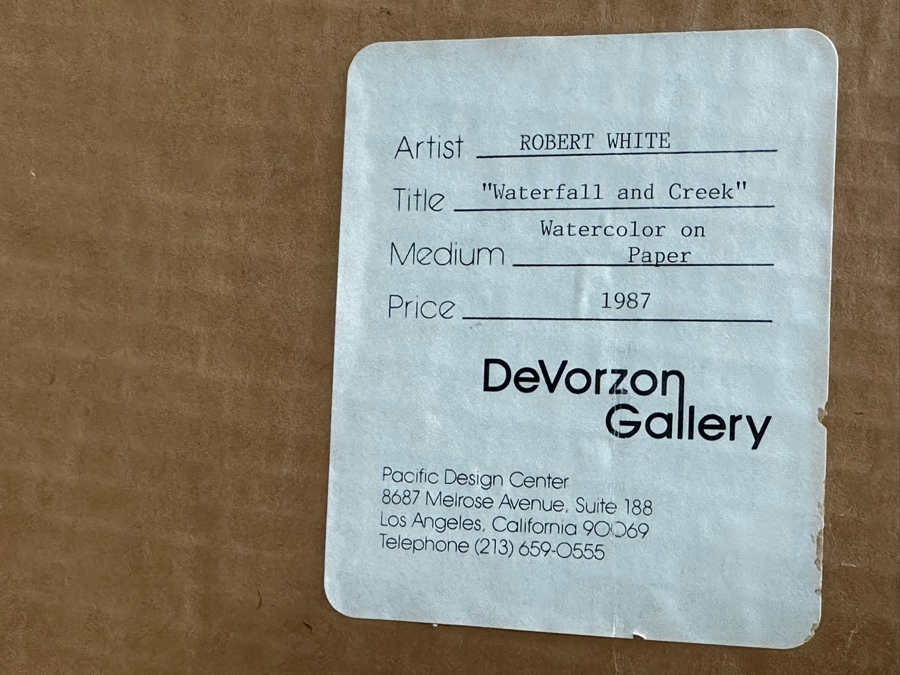 Artist ROBERT WHITE
Title "Waterfall and Creek"
Watercolor on
Medium Paper
Price 1987
DeVorzon
Gallery
Pacific Design Center
8687 Melrose Avenue, Suite 188
Los Angeles, California 90069
Telephone (213) 659-0555